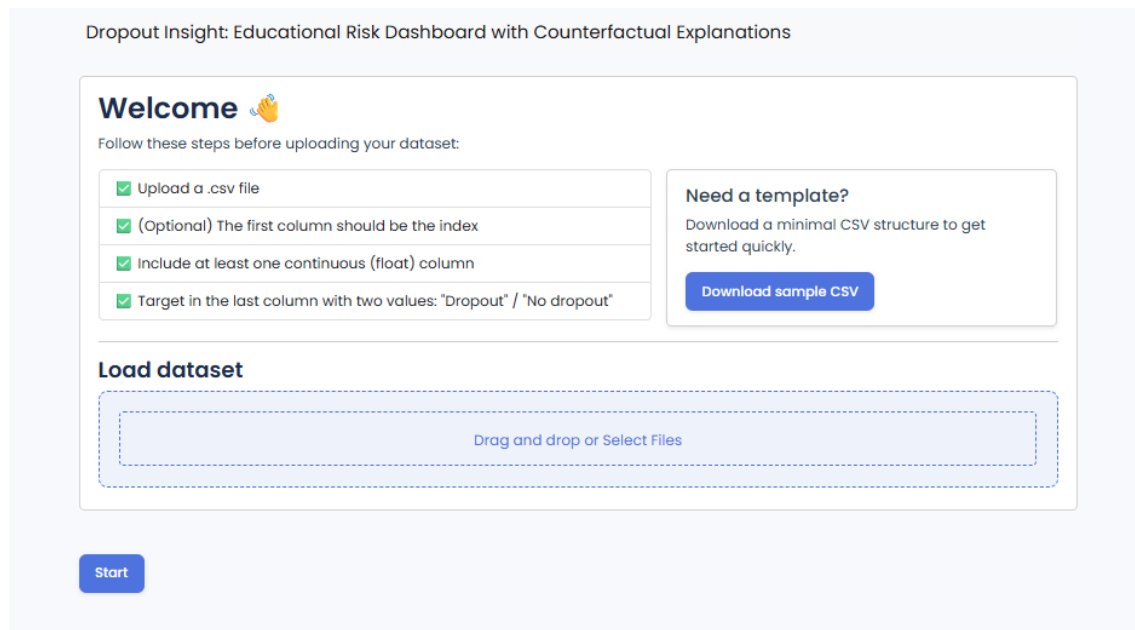 Dropout Insight: Educational Risk Dashboard with Counterfactual Explanations
Welcome 👋
Follow these steps before uploading your dataset:
✅ Upload a .csv file
✅ (Optional) The first column should be the index
✅ Include at least one continuous (float) column
✅ Target in the last column with two values: "Dropout" / "No dropout"
Need a template?
Download a minimal CSV structure to get
started quickly.
Download sample CSV
Load dataset
Drag and drop or Select Files
Start